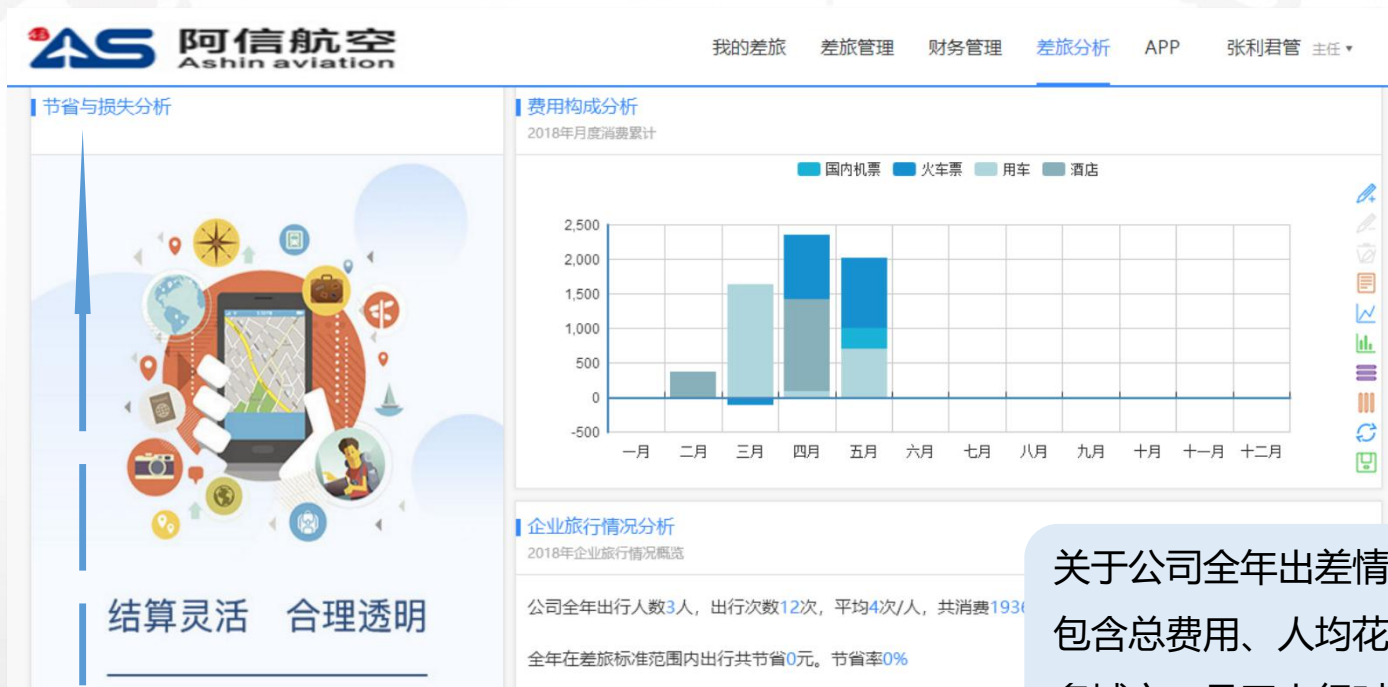 AS 阿信航空
Ashin aviation
我的差旅 差旅管理 财务管理 差旅分析 APP 张利君管 主任
节省与损失分析
结算灵活 合理透明
费用构成分析
2018年月度消费累计
国内机票 火车票 用车 酒店
2,500
2,000
1,500
1,000
500
0
-500
一月 二月 三月 四月 五月 六月 七月 八月 九月 十月 十一月 十二月
企业旅行情况分析
2018年企业旅行情况概览
公司全年出行人数3人，出行次数12次，平均4次/人，共消费1936
全年在差旅标准范围内出行共节省0元。节省率0%
关于公司全年出差情
包含总费用、人均花